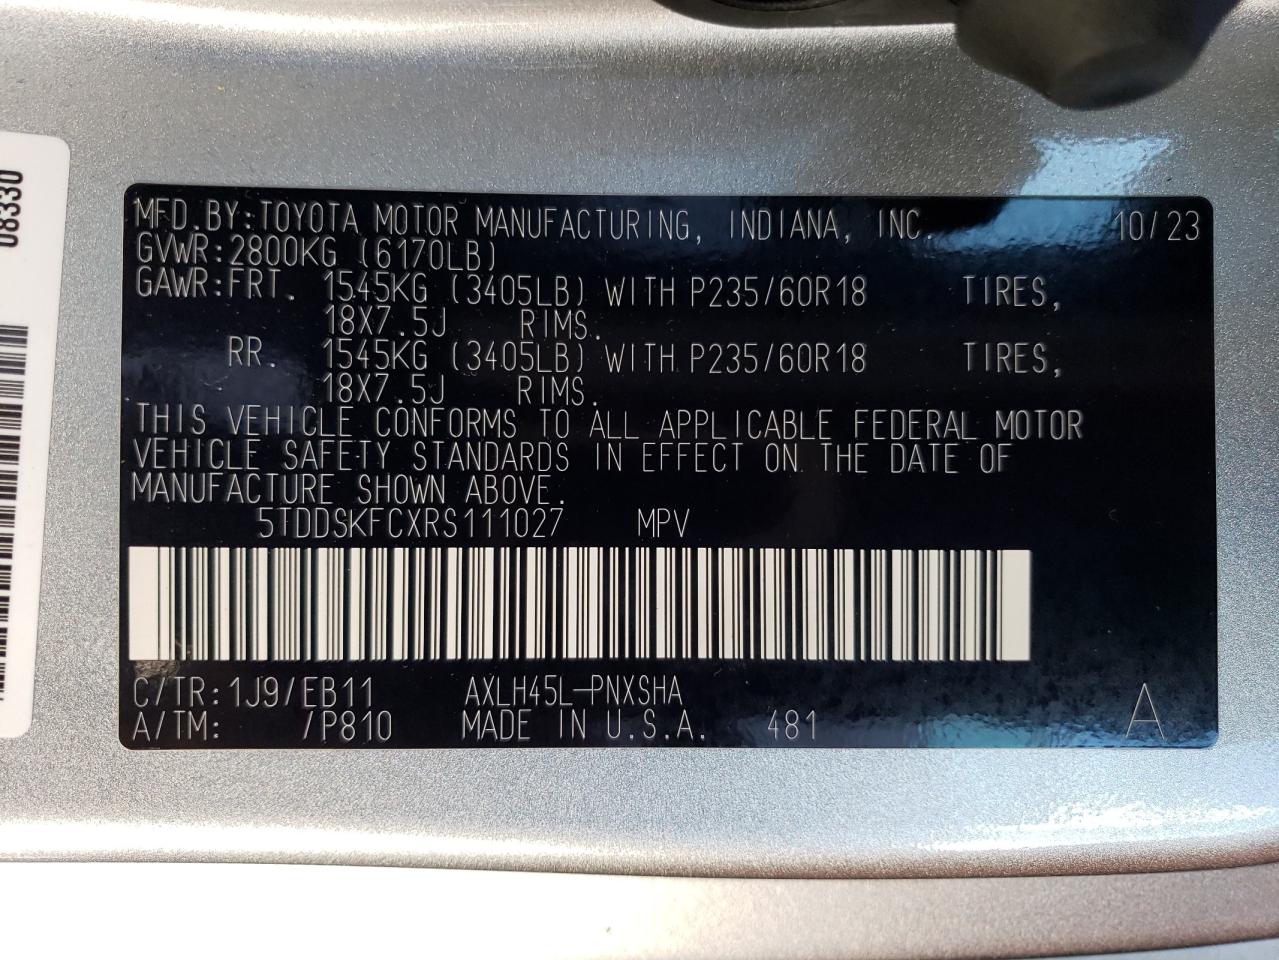 MFD.BY:TOYOTA MOTOR MANUFACTURING, INDIANA, INC. 10/23
GVWR:2800KG (6170LB)
GAWR:FRT. 1545KG (3405LB) WITH P235/60R18 TIRES,
18X7.5J RIMS.
RR. 1545KG (3405LB) WITH P235/60R18 TIRES,
18X7.5J RIMS.
THIS VEHICLE CONFORMS TO ALL APPLICABLE FEDERAL MOTOR
VEHICLE SAFETY STANDARDS IN EFFECT ON THE DATE OF
MANUFACTURE SHOWN ABOVE.
5TDDSKFCXRS111027 MPV
C/TR:1J9/EB11 AXLH45L-PNXSHA
A/TM: /P810 MADE IN U.S.A. 481 A
08330